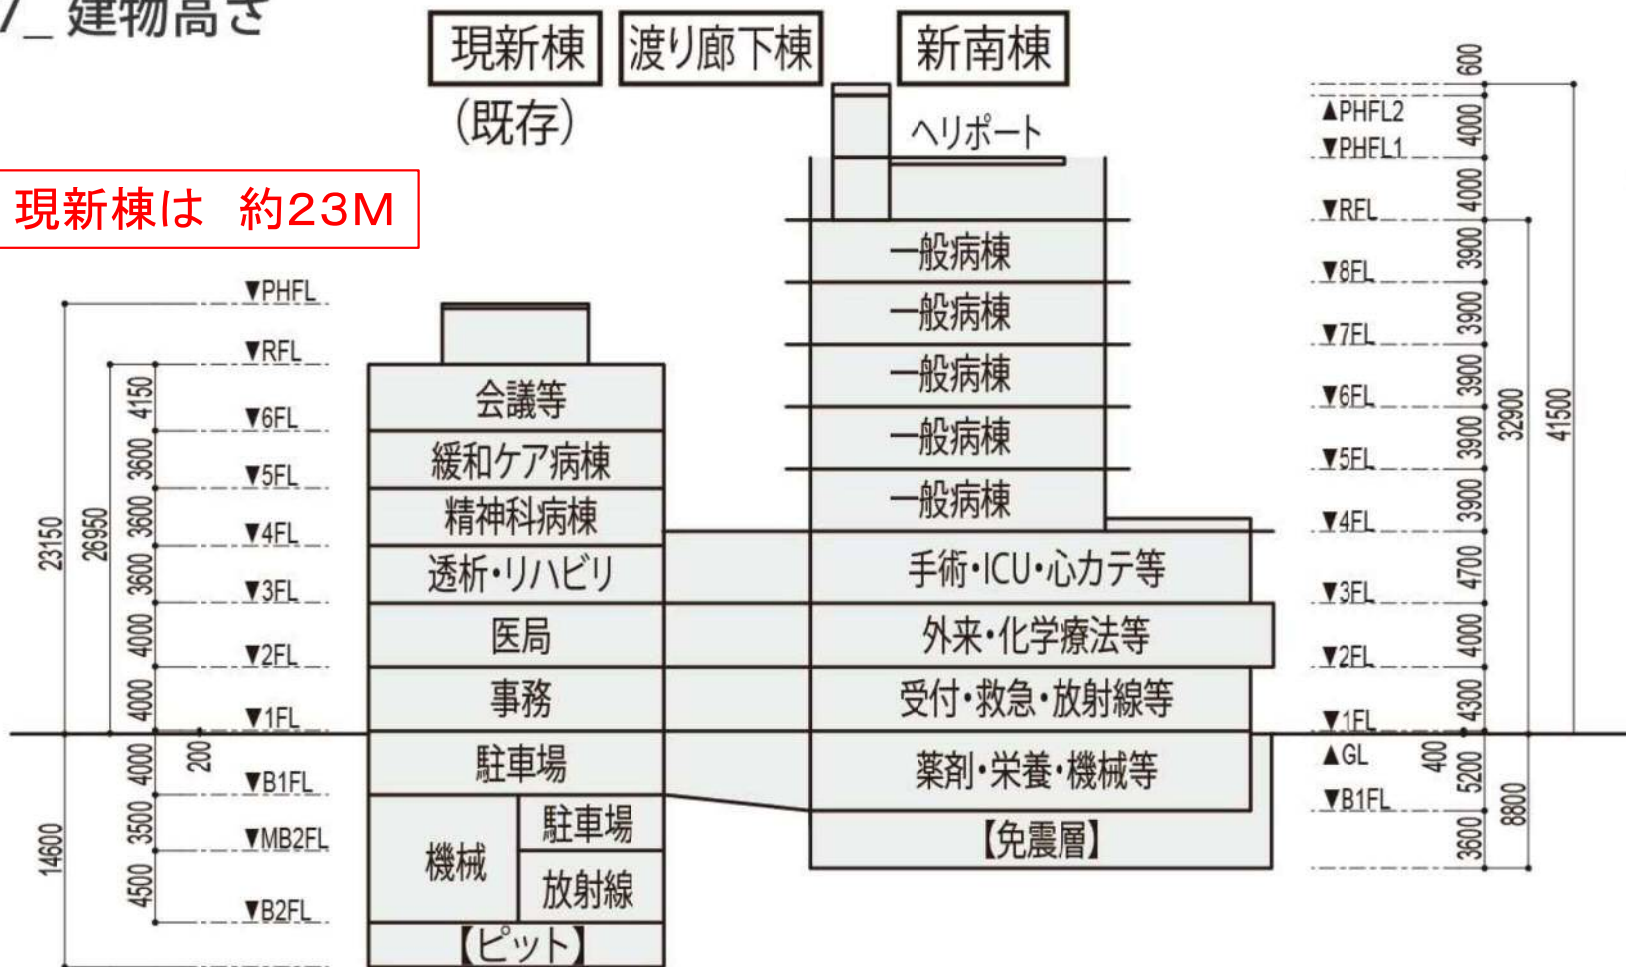 7_ 建物高さ
現新棟
渡り廊下棟
新南棟
(既存)
ヘリポート
現新棟は 約23M
▼PHFL
▼RFL
▼6FL
▼5FL
▼4FL
▼3FL
▼2FL
▼1FL
▼B1FL
▼MB2FL
▼B2FL
23150
26950
4150
3600
3600
3600
4000
4000
200
4000
3500
4500
14600
会議等
緩和ケア病棟
精神科病棟
透析・リハビリ
医局
事務
駐車場
機械
駐車場
放射線
【ピット】
一般病棟
一般病棟
一般病棟
一般病棟
一般病棟
手術・ICU・心カテ等
外来・化学療法等
受付・救急・放射線等
薬剤・栄養・機械等
【免震層】
▲PHFL2
▼PHFL1
▼RFL
▼8FL
▼7FL
▼6FL
▼5FL
▼4FL
▼3FL
▼2FL
▼1FL
▲GL
▼B1FL
600
4000
4000
3900
3900
3900
3900
3900
4700
4000
4300
400
5200
3600
32900
41500
8800